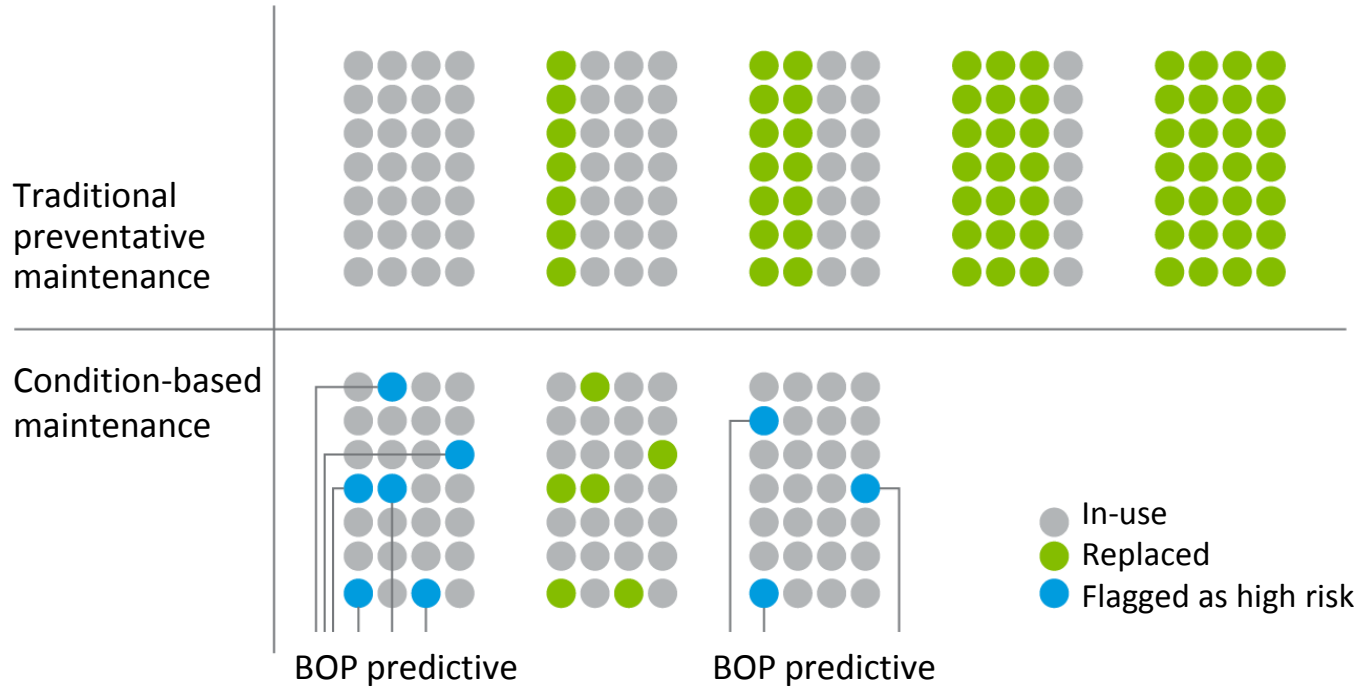 Traditional
preventative
maintenance
Condition-based
maintenance
In-use
Replaced
Flagged as high risk
BOP predictive
BOP predictive